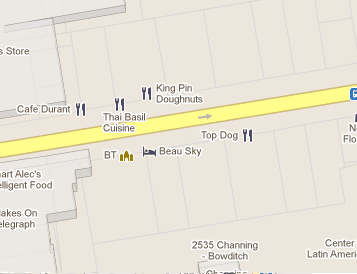 s Store
King Pin
Doughnuts
Cafe Durant
Thai Basil
Cuisine
Top Dog
BT
Beau Sky
art Alec's
elligent Food
akes On
elegraph
2535 Channing
- Bowditch
Center
Latin Americ